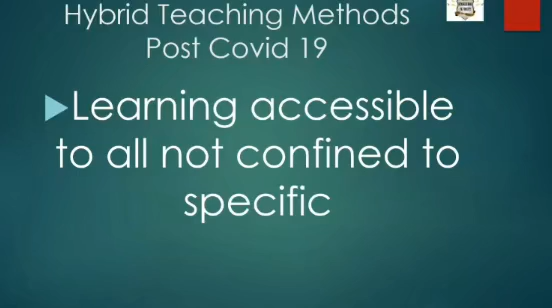 Hybrid Teaching Methods
Post Covid 19
Learning accessible
to all not confined to
specific